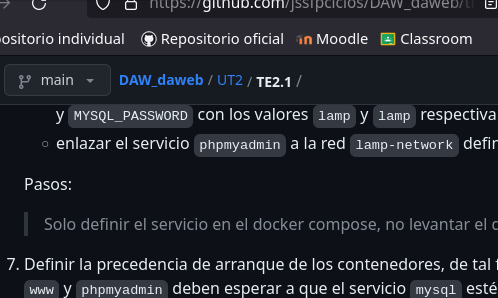 https://github.com/jssfpciclos/DAW_daweb/
ositorio individual Repositorio oficial Moodle Classroom
main DAW_daweb / UT2 / TE2.1 /
y MYSQL_PASSWORD con los valores lamp y lamp respectiva
enlazar el servicio phpmyadmin a la red lamp-network defin
Pasos:
Solo definir el servicio en el docker compose, no levantar el c
7. Definir la precedencia de arranque de los contenedores, de tal f
www y phpmyadmin deben esperar a que el servicio mysql esté